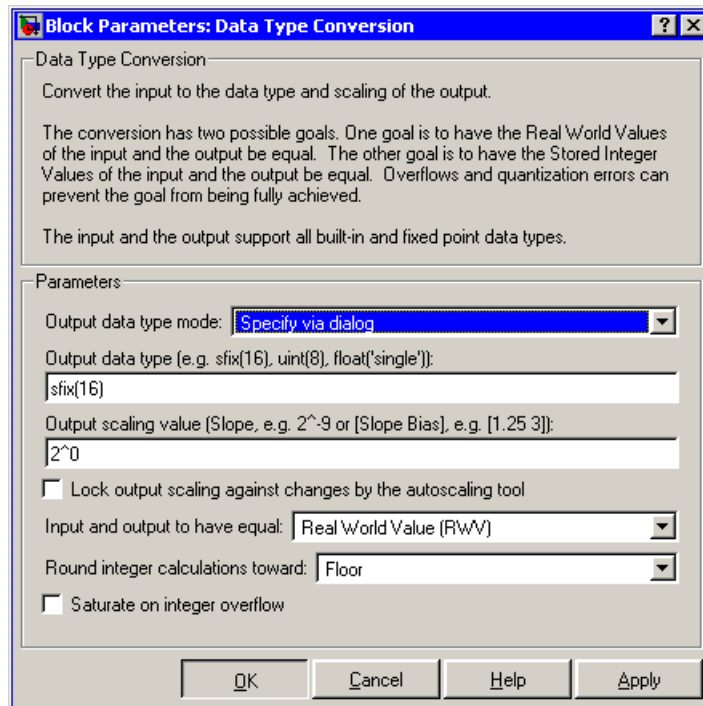 Block Parameters: Data Type Conversion
Data Type Conversion
Convert the input to the data type and scaling of the output.
The conversion has two possible goals. One goal is to have the Real World Values
of the input and the output be equal.  The other goal is to have the Stored Integer
Values of the input and the output be equal.  Overflows and quantization errors can
prevent the goal from being fully achieved.
The input and the output support all built-in and fixed point data types.
Parameters
Output data type mode: Specify via dialog
Output data type (e.g. sfix(16), uint(8), float('single')):
sfix(16)
Output scaling value (Slope, e.g. 2^-9 or [Slope Bias], e.g. [1.25 3]):
2^0
Lock output scaling against changes by the autoscaling tool
Input and output to have equal: Real World Value (RWV)
Round integer calculations toward: Floor
Saturate on integer overflow
OK Cancel Help Apply